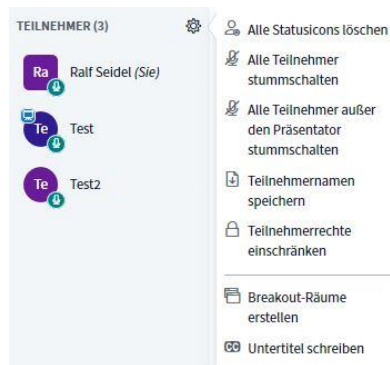 TEILNEHMER (3)
Ra
Ralf Seidel (Sie)
Te
Test
Te
Test2
Alle Statusicons löschen
Alle Teilnehmer
stummschalten
Alle Teilnehmer außer
den Präsentator
stummschalten
Teilnehmernamen
speichern
Teilnehmerrechte
einschränken
Breakout-Räume
erstellen
CC Untertitel schreiben